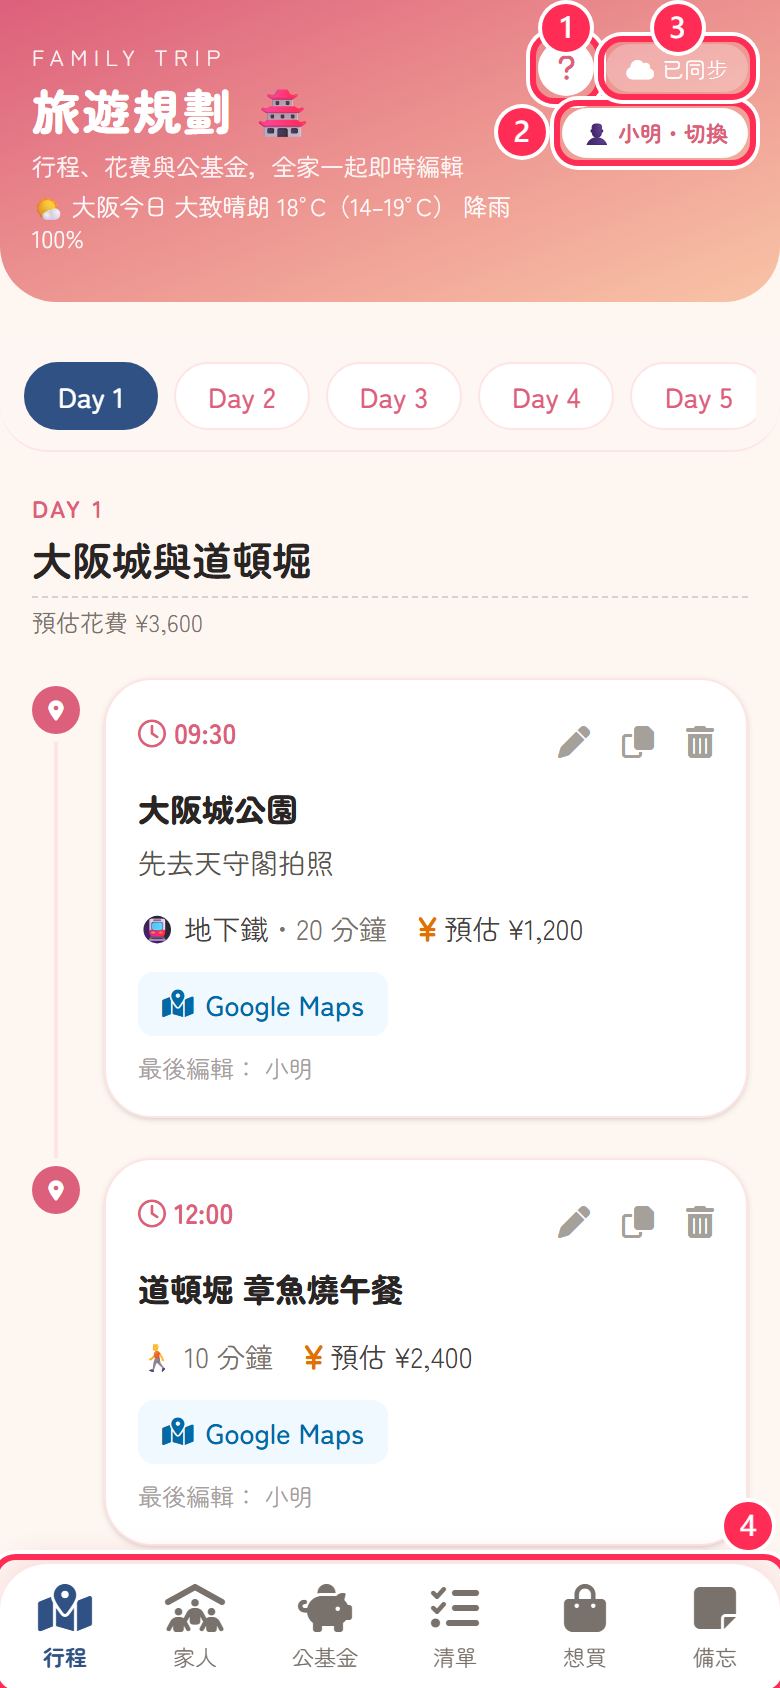 1
3
FAMILY TRIP
?
已同步
旅遊規劃
2
小明・切換
行程、花費與公基金，全家一起即時編輯
大阪今日 大致晴朗 18°C（14–19°C） 降雨
100%
Day 1
Day 2
Day 3
Day 4
Day 5
DAY 1
大阪城與道頓堀
預估花費 ¥3,600
09:30
大阪城公園
先去天守閣拍照
地下鐵・20 分鐘
¥ 預估 ¥1,200
Google Maps
最後編輯： 小明
12:00
道頓堀 章魚燒午餐
10 分鐘
¥ 預估 ¥2,400
Google Maps
最後編輯： 小明
4
行程
家人
公基金
清單
想買
備忘